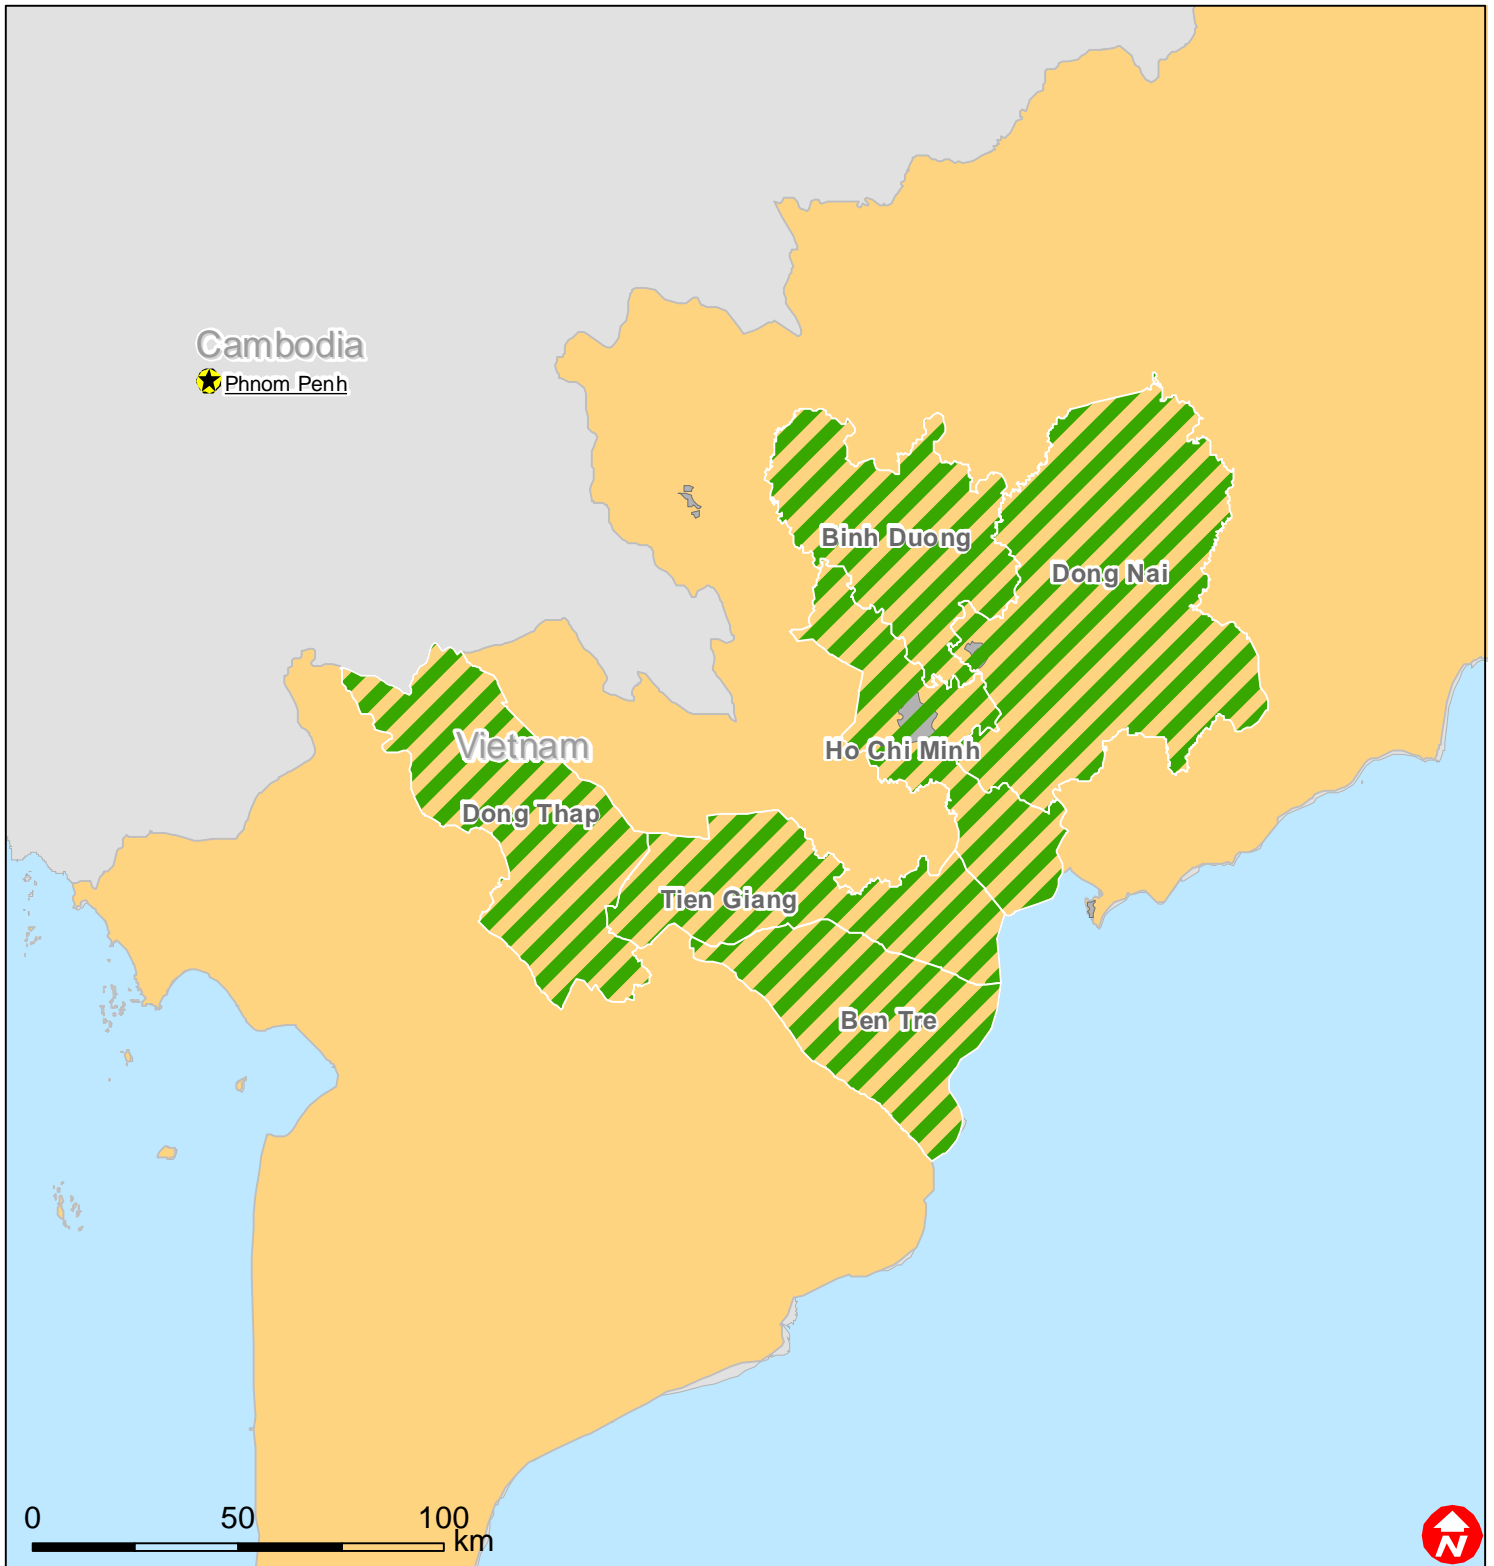 Cambodia
Phnom Penh
Binh Duong
Dong Nai
Vietnam
Ho Chi Minh
Dong Thap
Tien Giang
Ben Tre
0 50 100
km
N